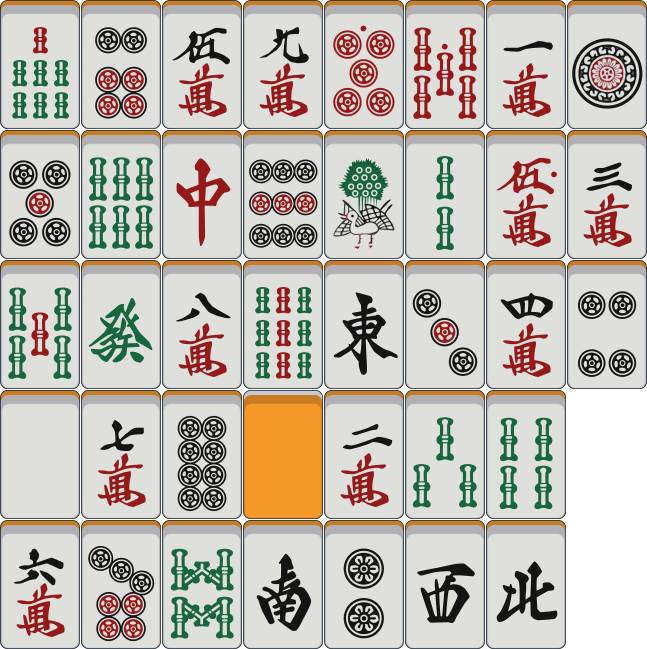 伍萬 九萬 一萬
中 伍萬 三萬
發 八萬 東 四萬
七萬 二萬
六萬 南 西 北